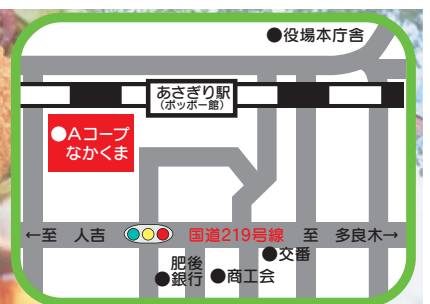 ●役場本庁舎
あさぎり駅
(ポッポー館)
●Aコープ
なかくま
←至 人吉 国道219号線 至 多良木→
●交番
肥後
●銀行 ●商工会